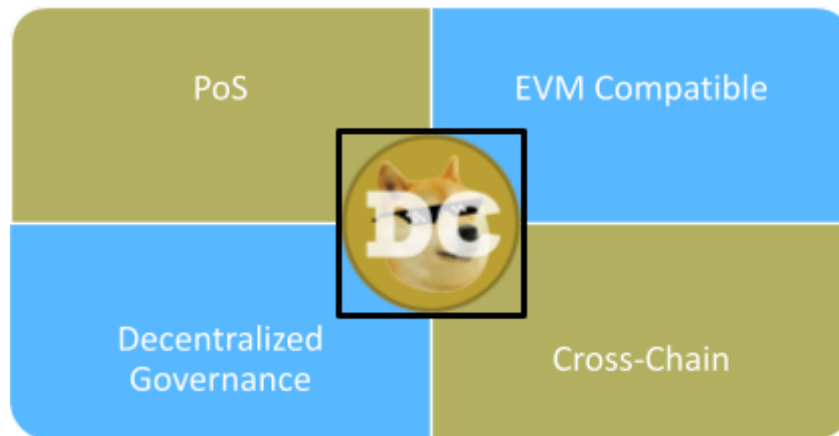 PoS
EVM Compatible
DC
Decentralized
Governance
Cross-Chain